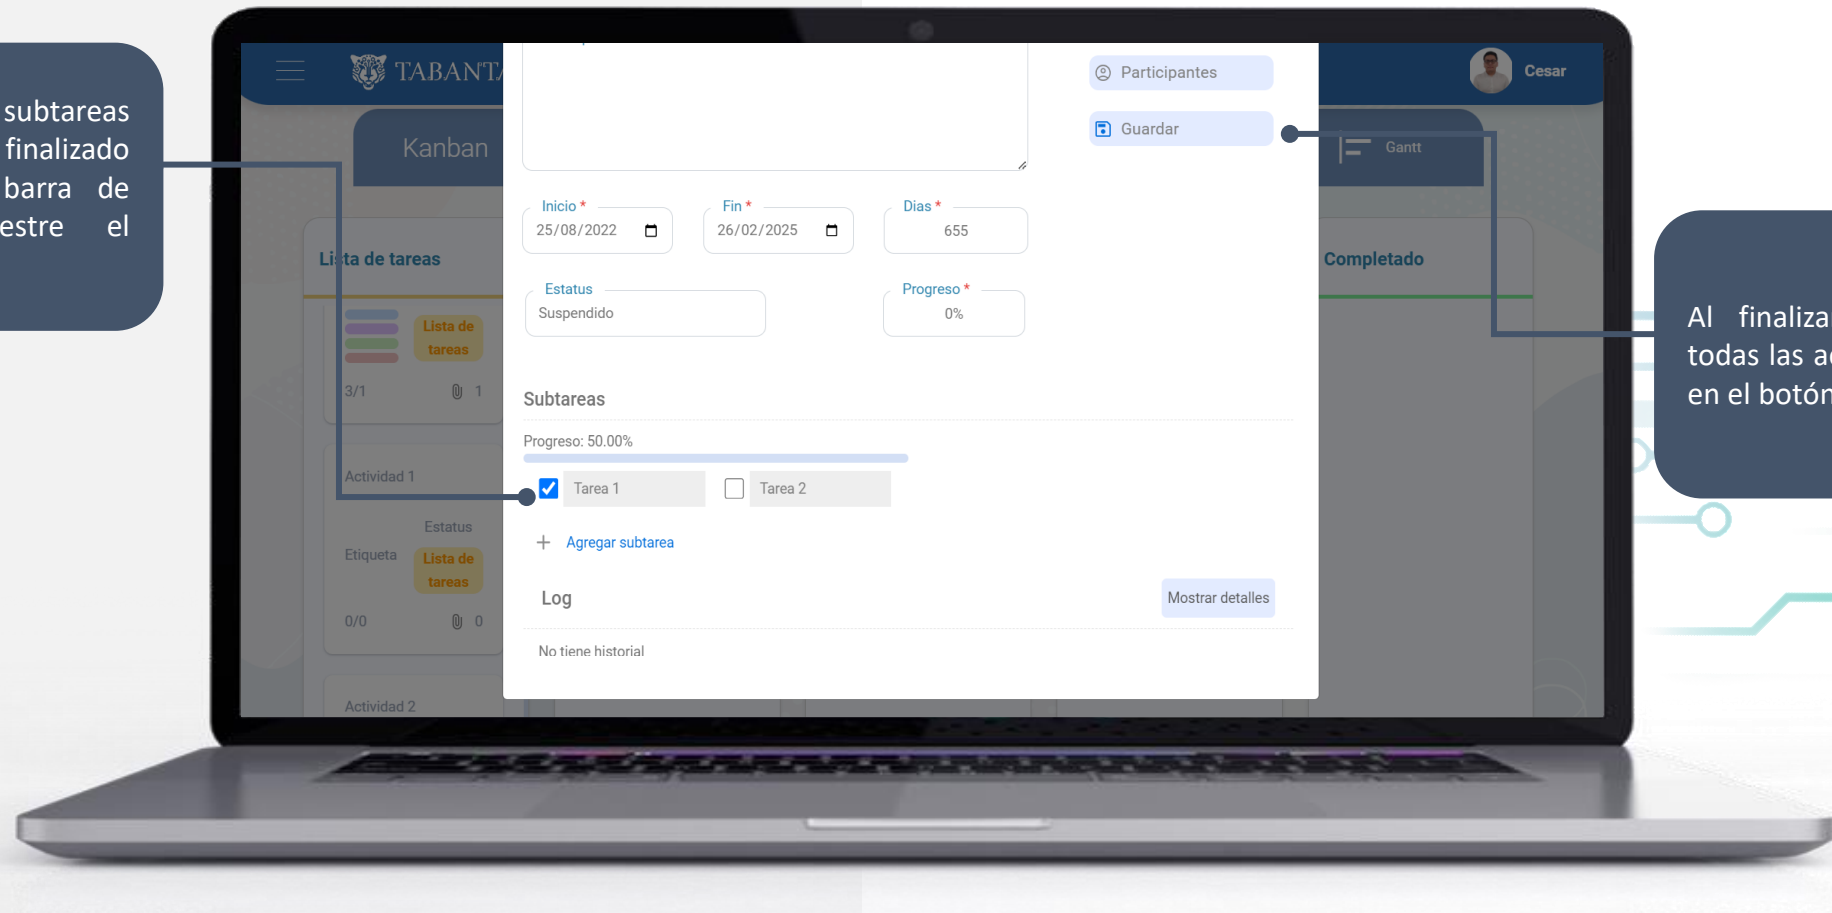 subtareas
finalizado
barra de
el
TABANTA
Cesar
Kanban
Gantt
Participantes
Guardar
Inicio *
25/08/2022
Fin *
26/02/2025
Dias *
655
Estatus
Suspendido
Progreso *
0%
Subtareas
Progreso: 50.00%
Tarea 1
Tarea 2
+ Agregar subtarea
Log
Mostrar detalles
No tiene historial
Lista de tareas
Lista de
tareas
3/1
1
Actividad 1
Estatus
Etiqueta
Lista de
tareas
0/0
0
Actividad 2
Completado
Al
todas las
en el botón